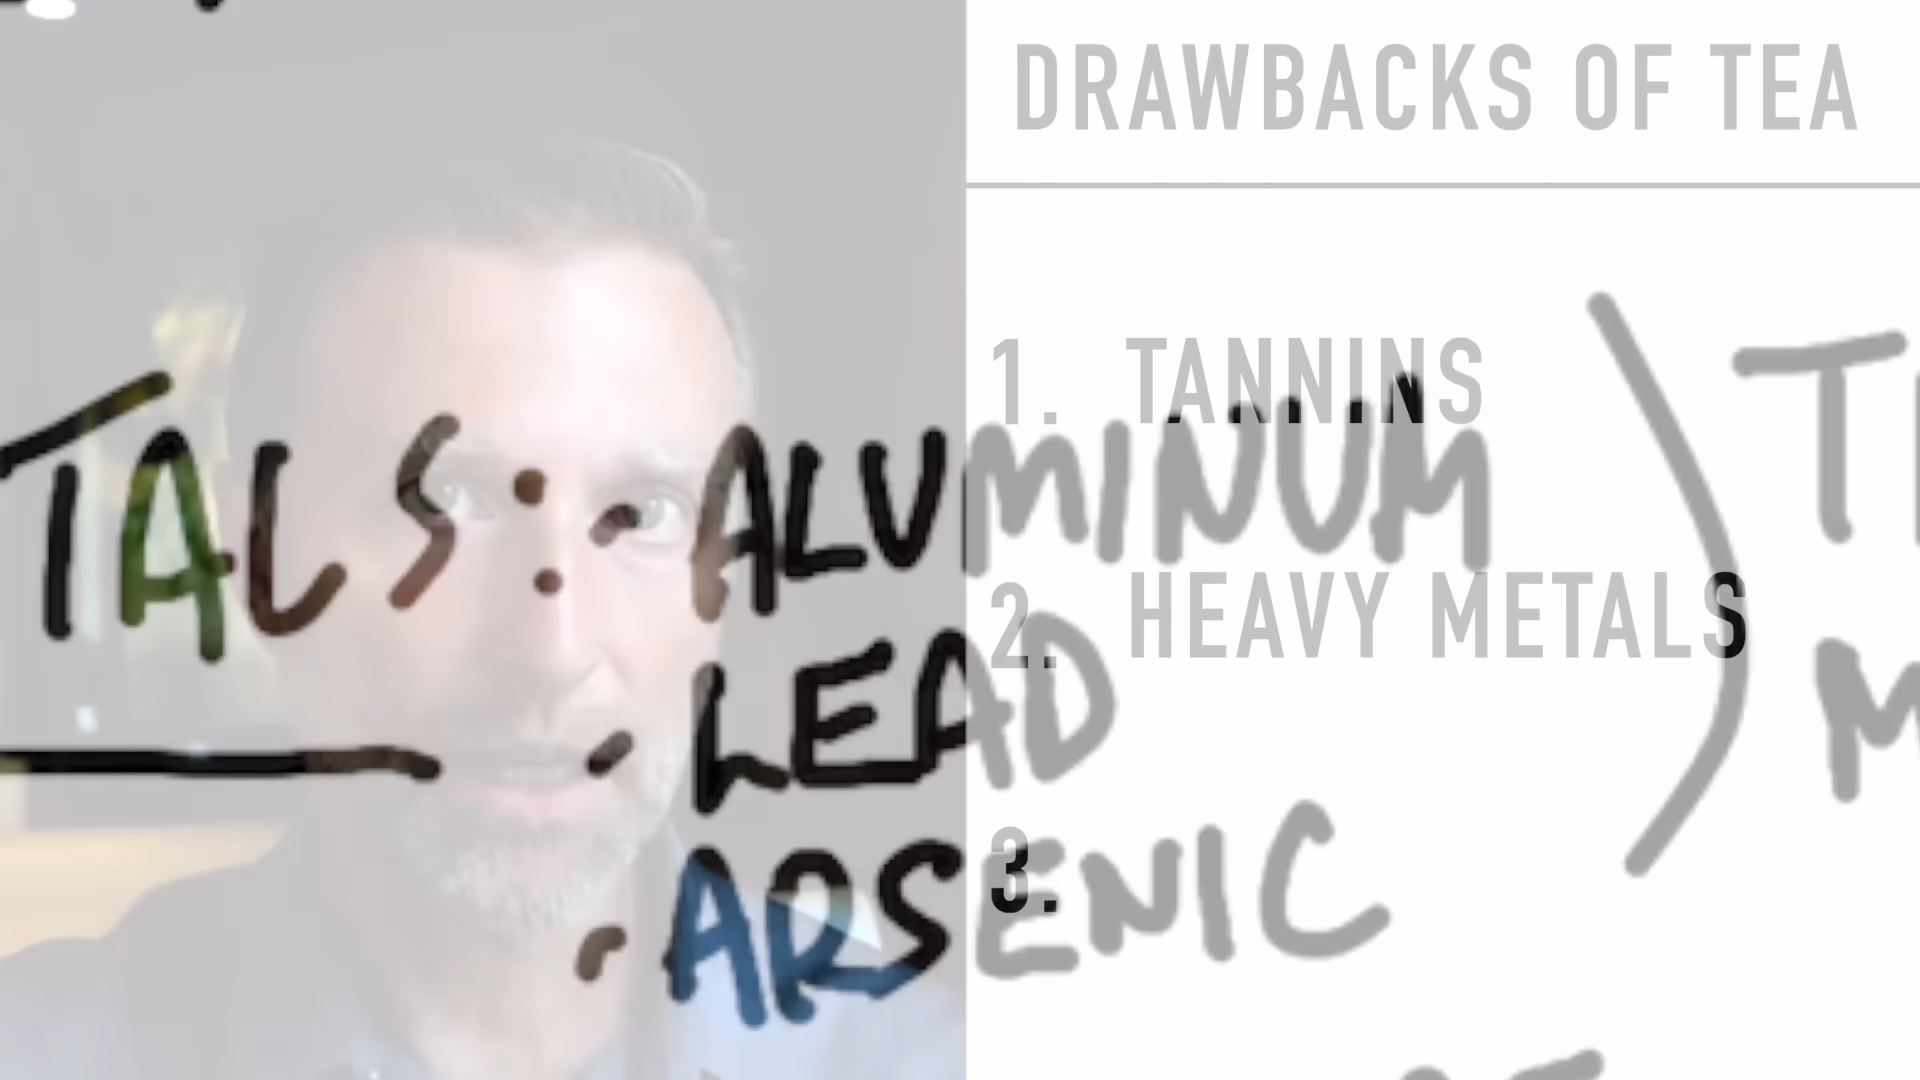 DRAWBACKS OF TEA
1. TANNINS
TALS: • ALUMINUM
2. HEAVY METALS
• LEAD
3.
• ARSENIC